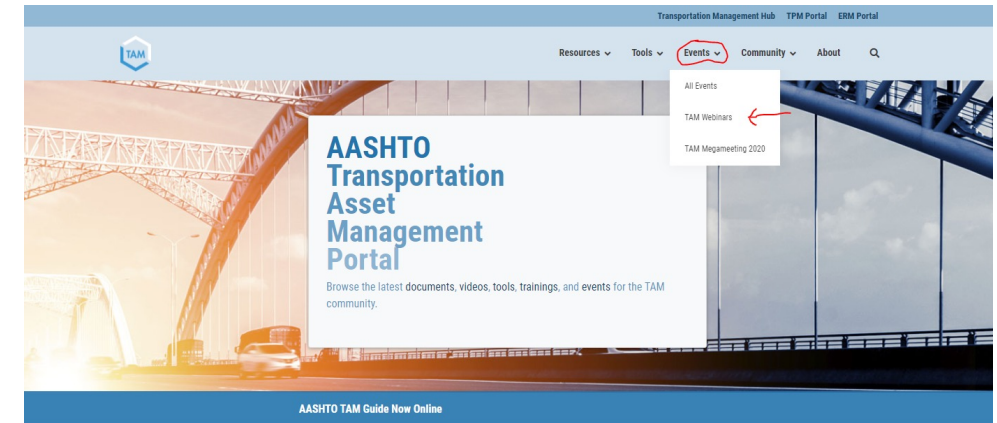 Transportation Management Hub TPM Portal ERM Portal
TAM
Resources Tools Events Community About
All Events
TAM Webinars
TAM Megameeting 2020
AASHTO
Transportation
Asset
Management
Portal
Browse the latest documents, videos, tools, trainings, and events for the TAM
community.
AASHTO TAM Guide Now Online